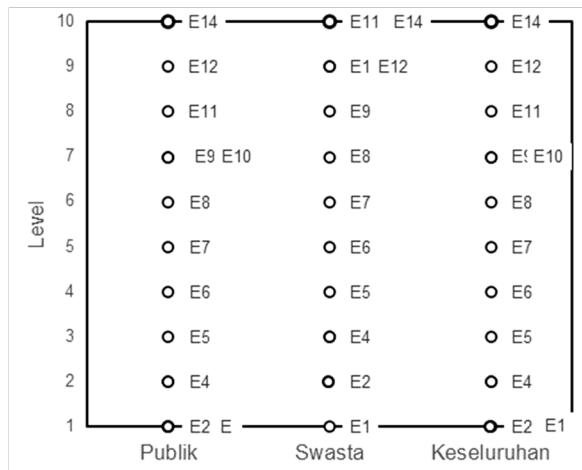 10 E14 E11 E14 E14
9 E12 E1 E12 E12
8 E11 E9 E11
7 E9 E10 E8 E10
6 E8 E7 E8
5 E7 E6 E7
4 E6 E5 E6
3 E5 E4 E5
2 E4 E2 E4
1 E2 E E1 E2 E1
Publik Swasta Keseluruhan
Level